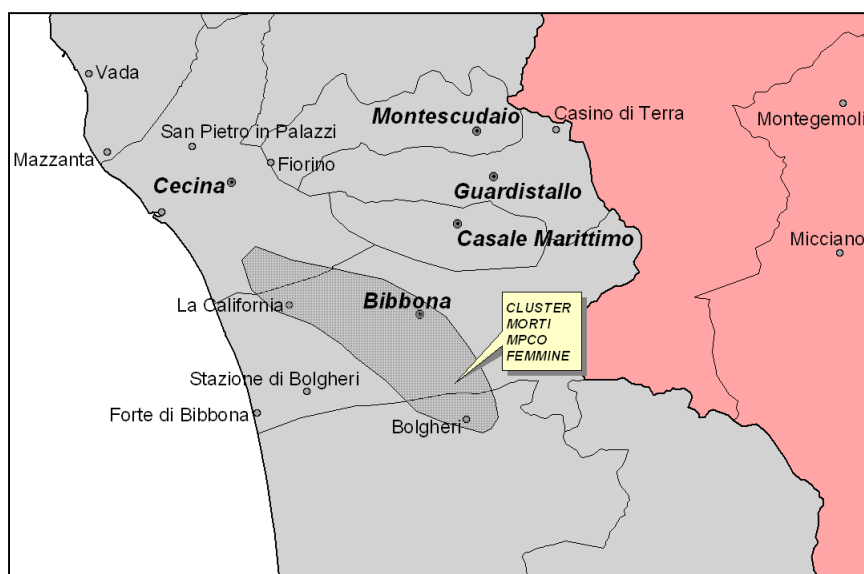 Vada
Montescudaio
Casino di Terra
Montegemoli
San Pietro in Palazzi
Mazzanta
Fiorino
Cecina
Guardistallo
Casale Marittimo
Micciano
La California
Bibbona
CLUSTER
MORTI
MPCO
FEMMINE
Stazione di Bolgheri
Forte di Bibbona
Bolgheri